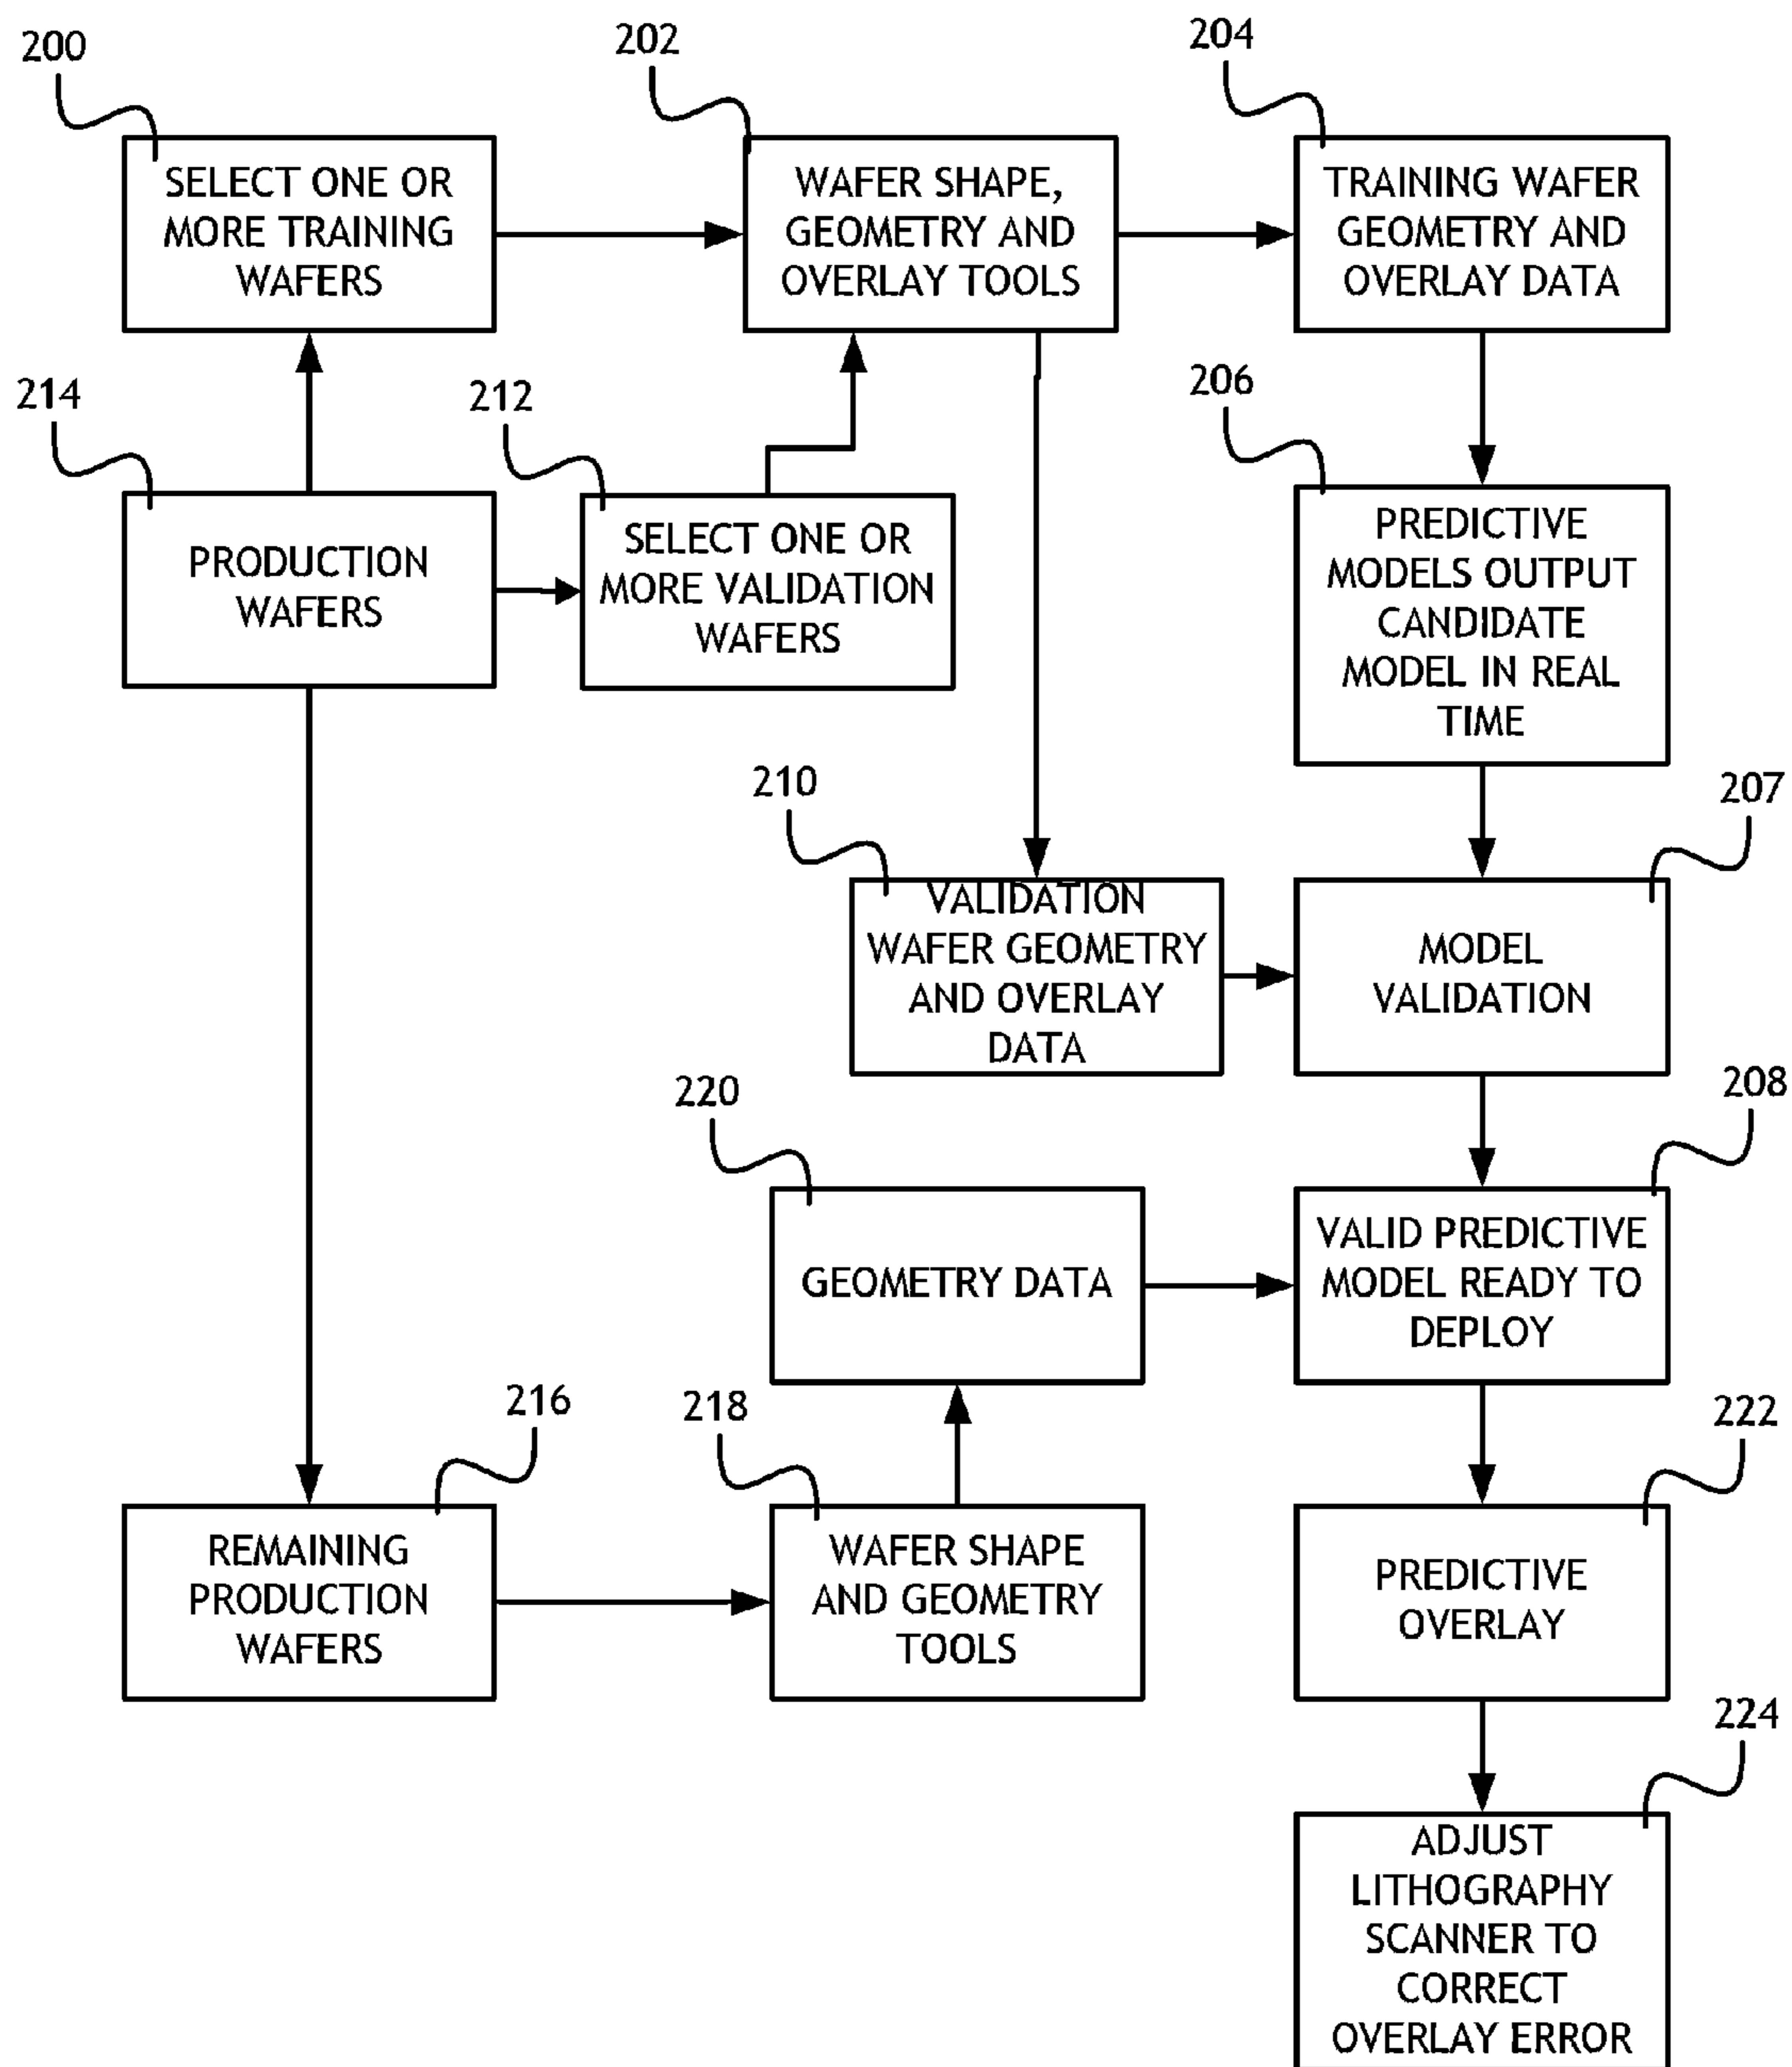 200
202
204
SELECT ONE OR
MORE TRAINING
WAFERS
WAFER SHAPE,
GEOMETRY AND
OVERLAY TOOLS
TRAINING WAFER
GEOMETRY AND
OVERLAY DATA
214
212
206
PRODUCTION
WAFERS
SELECT ONE OR
MORE VALIDATION
WAFERS
PREDICTIVE
MODELS OUTPUT
CANDIDATE
MODEL IN REAL
TIME
210
207
VALIDATION
WAFER GEOMETRY
AND OVERLAY
DATA
MODEL
VALIDATION
220
208
GEOMETRY DATA
VALID PREDICTIVE
MODEL READY TO
DEPLOY
216
218
222
REMAINING
PRODUCTION
WAFERS
WAFER SHAPE
AND GEOMETRY
TOOLS
PREDICTIVE
OVERLAY
224
ADJUST
LITHOGRAPHY
SCANNER TO
CORRECT
OVERLAY ERROR